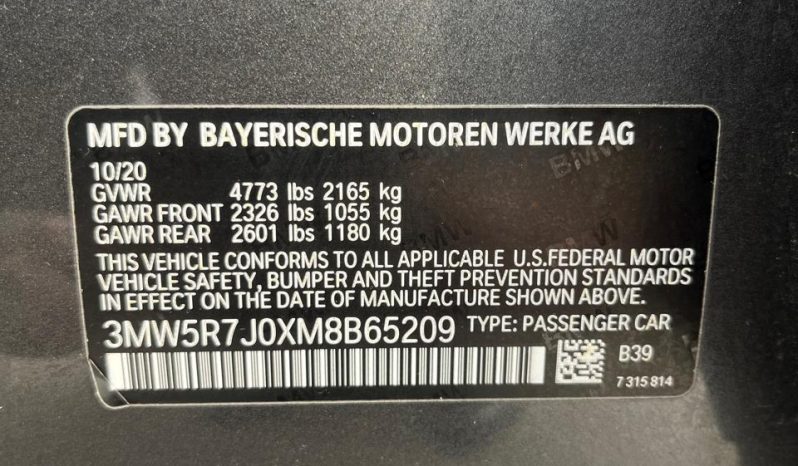 MFD BY BAYERISCHE MOTOREN WERKE AG
10/20
GVWR 4773 lbs 2165 kg
GAWR FRONT 2326 lbs 1055 kg
GAWR REAR 2601 lbs 1180 kg
THIS VEHICLE CONFORMS TO ALL APPLICABLE U.S.FEDERAL MOTOR
VEHICLE SAFETY, BUMPER AND THEFT PREVENTION STANDARDS
IN EFFECT ON THE DATE OF MANUFACTURE SHOWN ABOVE.
3MW5R7J0XM8B65209 TYPE: PASSENGER CAR
B39
7 315 814